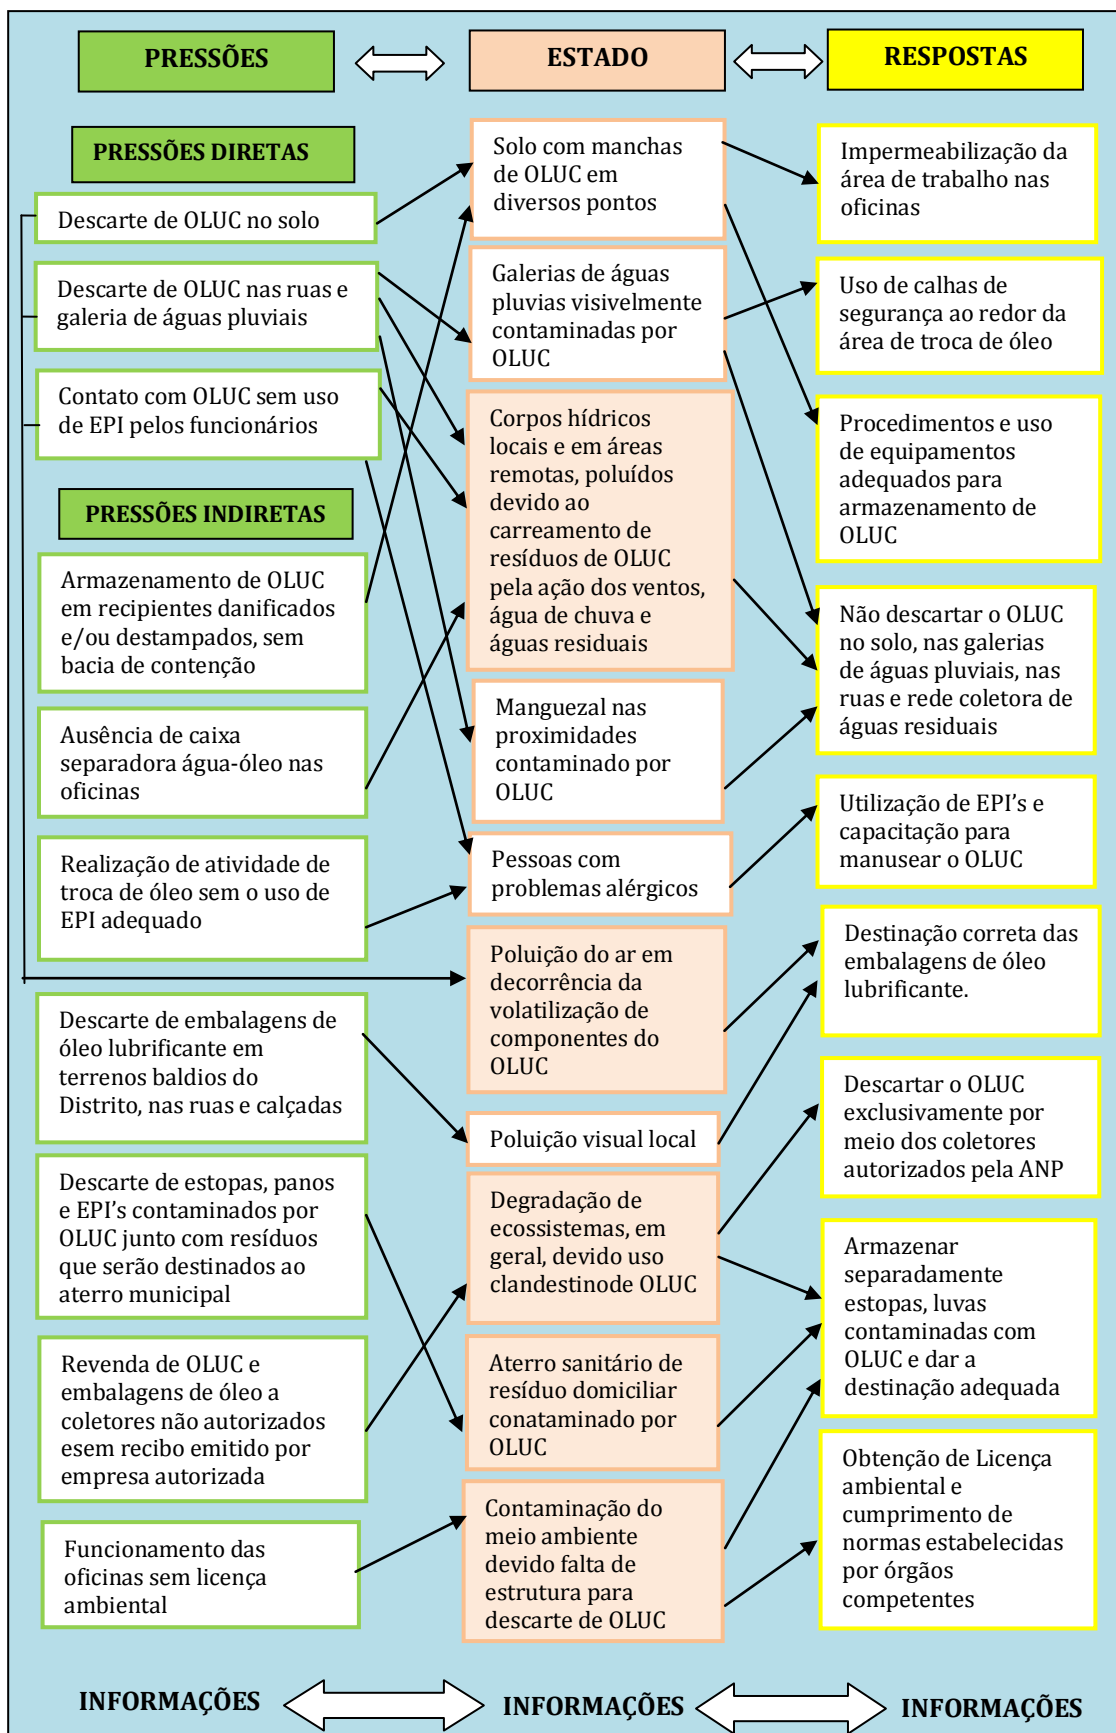 PRESSÕES
ESTADO
RESPOSTAS
PRESSÕES DIRETAS
Descarte de OLUC no solo
Descarte de OLUC nas ruas e
galeria de águas pluviais
Contato com OLUC sem uso
de EPI pelos funcionários
PRESSÕES INDIRETAS
Armazenamento de OLUC
em recipientes danificados
e/ou destampados, sem
bacia de contenção
Ausência de caixa
separadora água-óleo nas
oficinas
Realização de atividade de
troca de óleo sem o uso de
EPI adequado
Descarte de embalagens de
óleo lubrificante em
terrenos baldios do
Distrito, nas ruas e calçadas
Descarte de estopas, panos
e EPI’s contaminados por
OLUC junto com resíduos
que serão destinados ao
aterro municipal
Revenda de OLUC e
embalagens de óleo a
coletores não autorizados
esem recibo emitido por
empresa autorizada
Funcionamento das
oficinas sem licença
ambiental
Solo com manchas
de OLUC em
diversos pontos
Galerias de águas
pluvias visivelmente
contaminadas por
OLUC
Corpos hídricos
locais e em áreas
remotas, poluídos
devido ao
carreamento de
resíduos de OLUC
pela ação dos ventos,
água de chuva e
águas residuais
Manguezal nas
proximidades
contaminado por
OLUC
Pessoas com
problemas alérgicos
Poluição do ar em
decorrência da
volatilização de
componentes do
OLUC
Poluição visual local
Degradação de
ecossistemas, em
geral, devido uso
clandestinode OLUC
Aterro sanitário de
resíduo domiciliar
conataminado por
OLUC
Contaminação do
meio ambiente
devido falta de
estrutura para
descarte de OLUC
Impermeabilização da
área de trabalho nas
oficinas
Uso de calhas de
segurança ao redor da
área de troca de óleo
Procedimentos e uso
de equipamentos
adequados para
armazenamento de
OLUC
Não descartar o OLUC
no solo, nas galerias
de águas pluviais, nas
ruas e rede coletora de
águas residuais
Utilização de EPI’s e
capacitação para
manusear o OLUC
Destinação correta das
embalagens de óleo
lubrificante.
Descartar o OLUC
exclusivamente por
meio dos coletores
autorizados pela ANP
Armazenar
separadamente
estopas, luvas
contaminadas com
OLUC e dar a
destinação adequada
Obtenção de Licença
ambiental e
cumprimento de
normas estabelecidas
por órgãos
competentes
INFORMAÇÕES
INFORMAÇÕES
INFORMAÇÕES